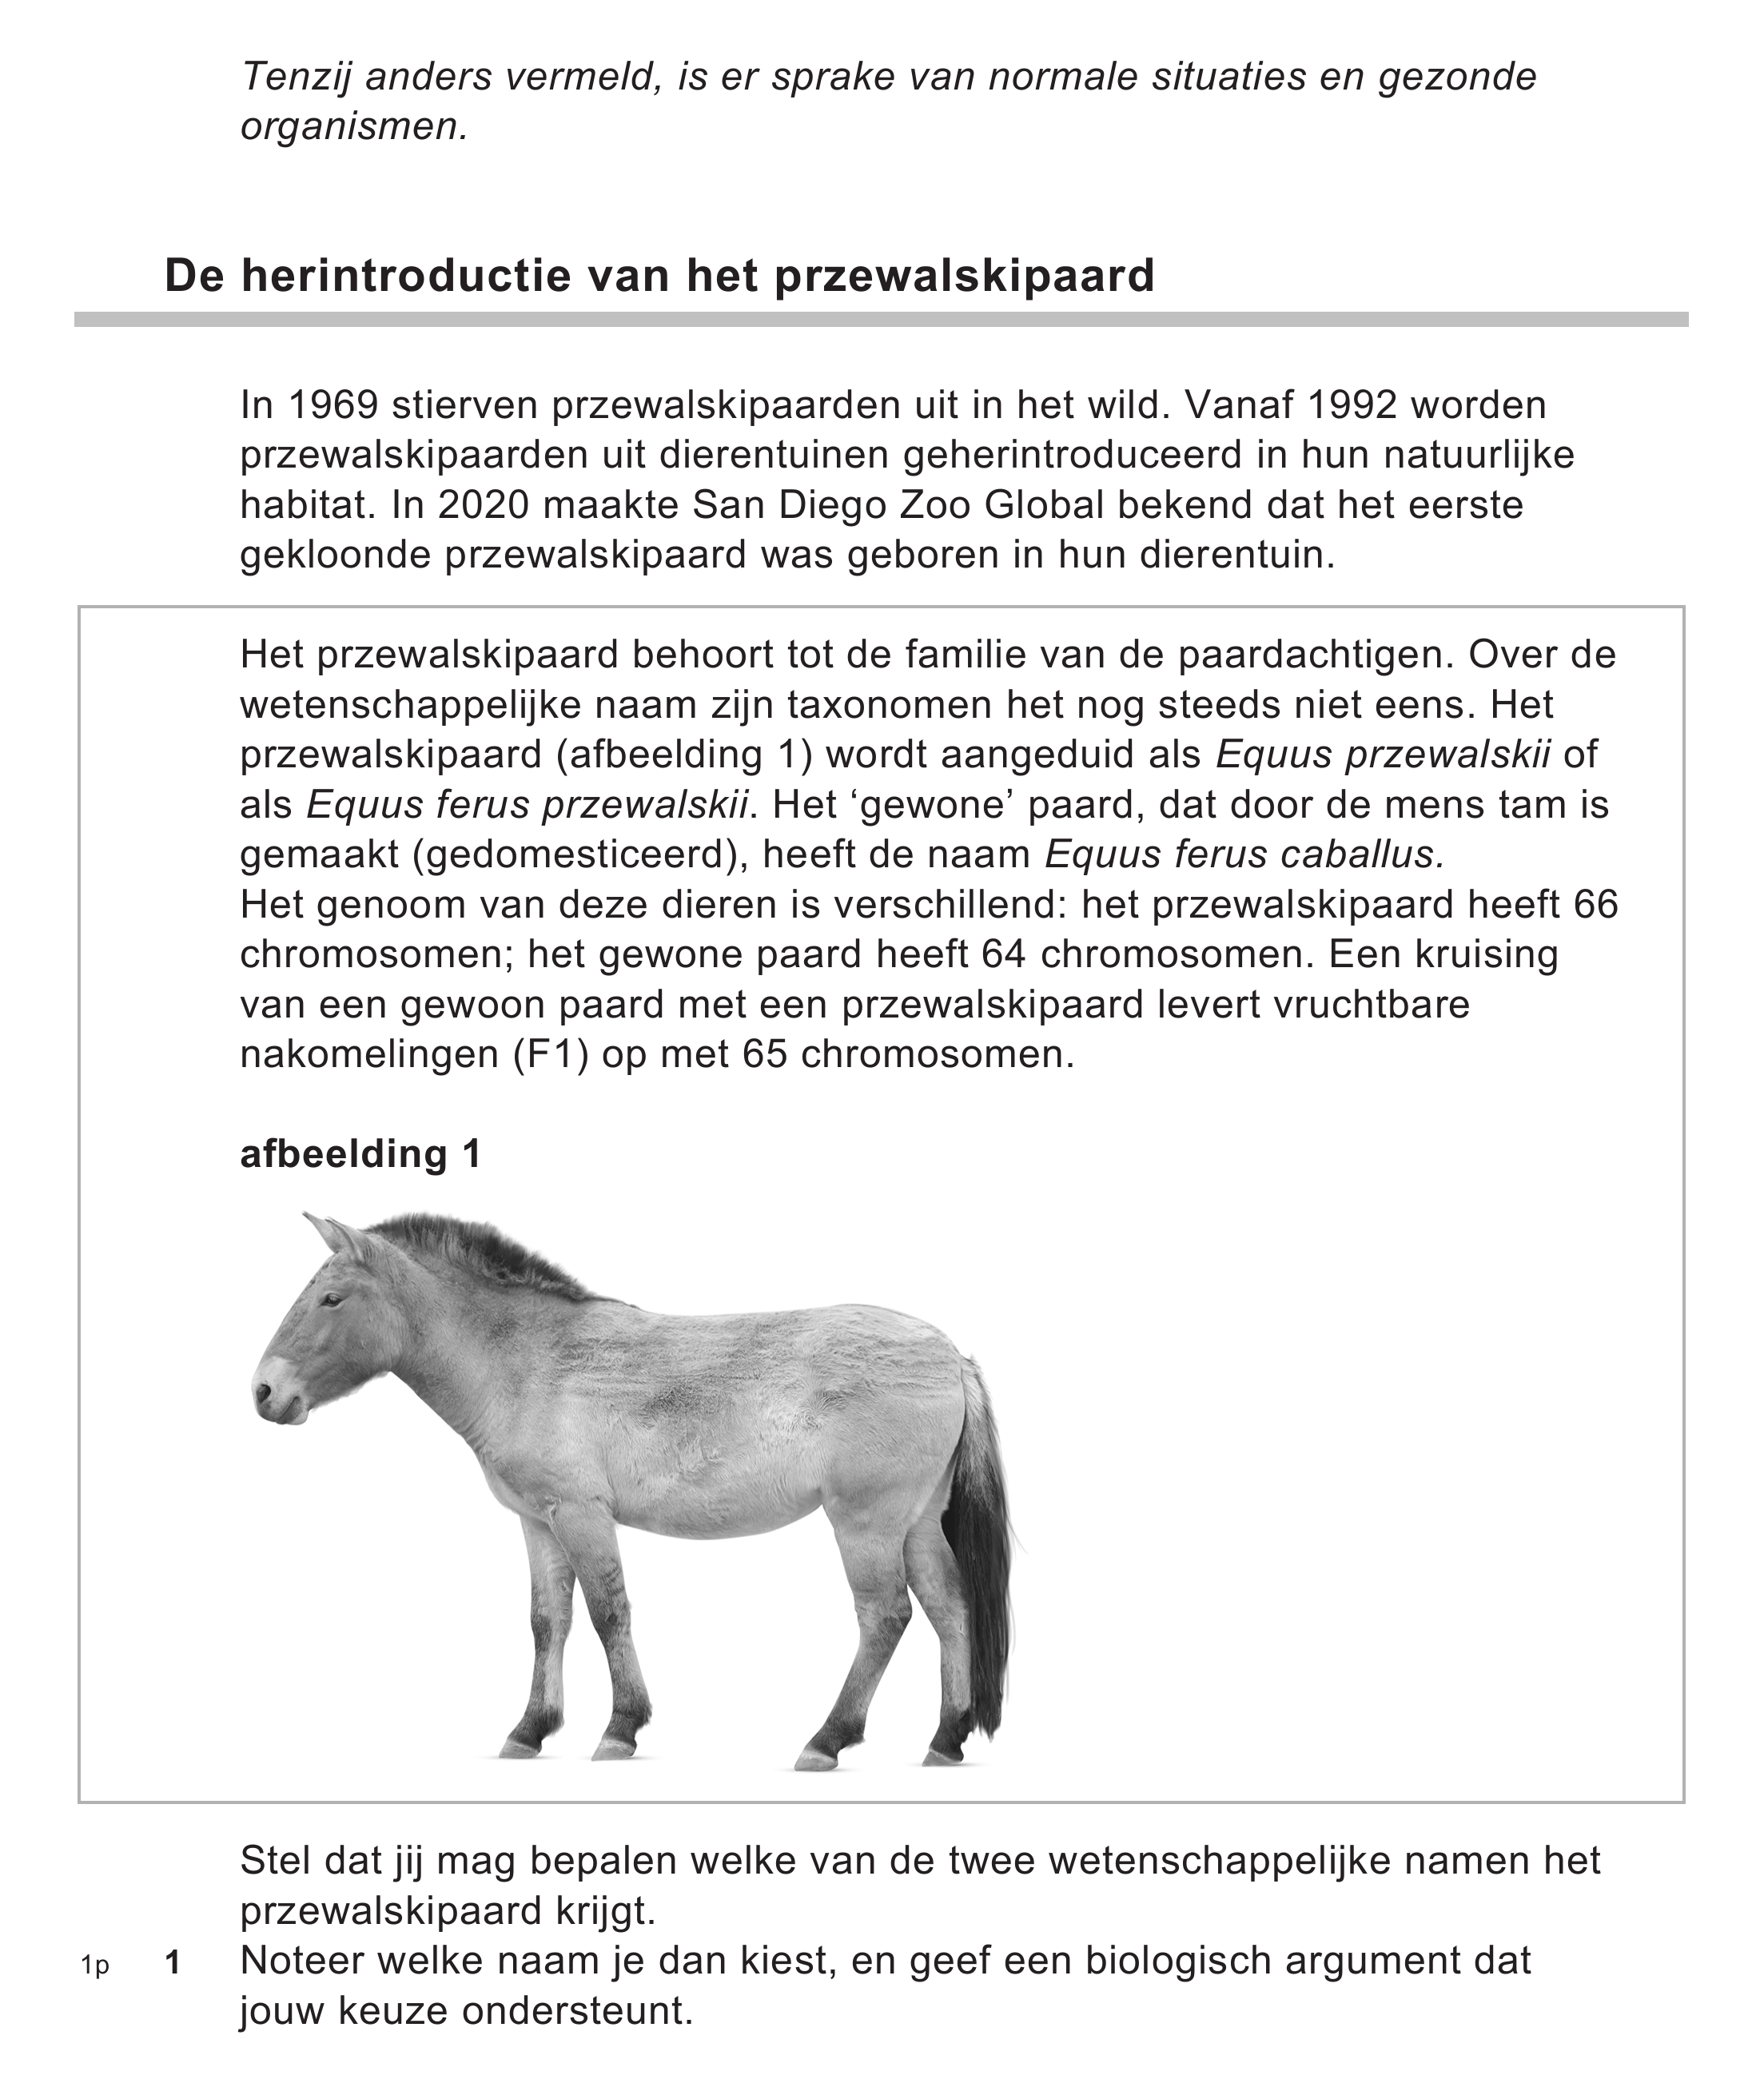 Tenzij anders vermeld, is er sprake van normale situaties en gezonde
organismen.
De herintroductie van het przewalskipaard
In 1969 stierven przewalskipaarden uit in het wild. Vanaf 1992 worden
przewalskipaarden uit dierentuinen geherintroduceerd in hun natuurlijke
habitat. In 2020 maakte San Diego Zoo Global bekend dat het eerste
gekloonde przewalskipaard was geboren in hun dierentuin.
Het przewalskipaard behoort tot de familie van de paardachtigen. Over de
wetenschappelijke naam zijn taxonomen het nog steeds niet eens. Het
przewalskipaard (afbeelding 1) wordt aangeduid als Equus przewalskii of
als Equus ferus przewalskii. Het ‘gewone’ paard, dat door de mens tam is
gemaakt (gedomesticeerd), heeft de naam Equus ferus caballus.
Het genoom van deze dieren is verschillend: het przewalskipaard heeft 66
chromosomen; het gewone paard heeft 64 chromosomen. Een kruising
van een gewoon paard met een przewalskipaard levert vruchtbare
nakomelingen (F1) op met 65 chromosomen.
afbeelding 1
Stel dat jij mag bepalen welke van de twee wetenschappelijke namen het
przewalskipaard krijgt.
1p 1 Noteer welke naam je dan kiest, en geef een biologisch argument dat
jouw keuze ondersteunt.